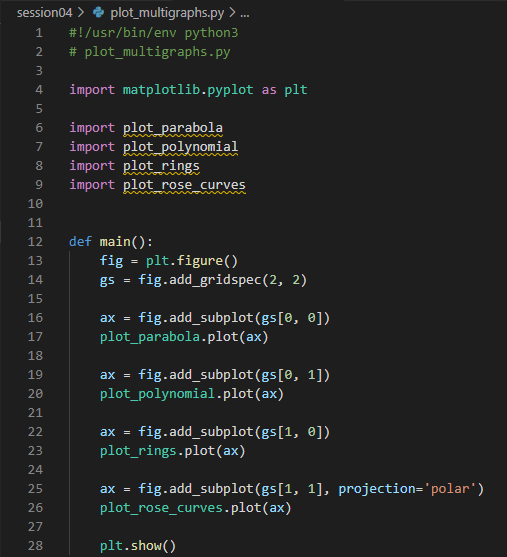 session04 > plot_multigraphs.py > ...
1 #!/usr/bin/env python3
2 # plot_multigraphs.py
3
4 import matplotlib.pyplot as plt
5
6 import plot_parabola
7 import plot_polynomial
8 import plot_rings
9 import plot_rose_curves
10
11
12 def main():
13     fig = plt.figure()
14     gs = fig.add_gridspec(2, 2)
15
16     ax = fig.add_subplot(gs[0, 0])
17     plot_parabola.plot(ax)
18
19     ax = fig.add_subplot(gs[0, 1])
20     plot_polynomial.plot(ax)
21
22     ax = fig.add_subplot(gs[1, 0])
23     plot_rings.plot(ax)
24
25     ax = fig.add_subplot(gs[1, 1], projection='polar')
26     plot_rose_curves.plot(ax)
27
28     plt.show()